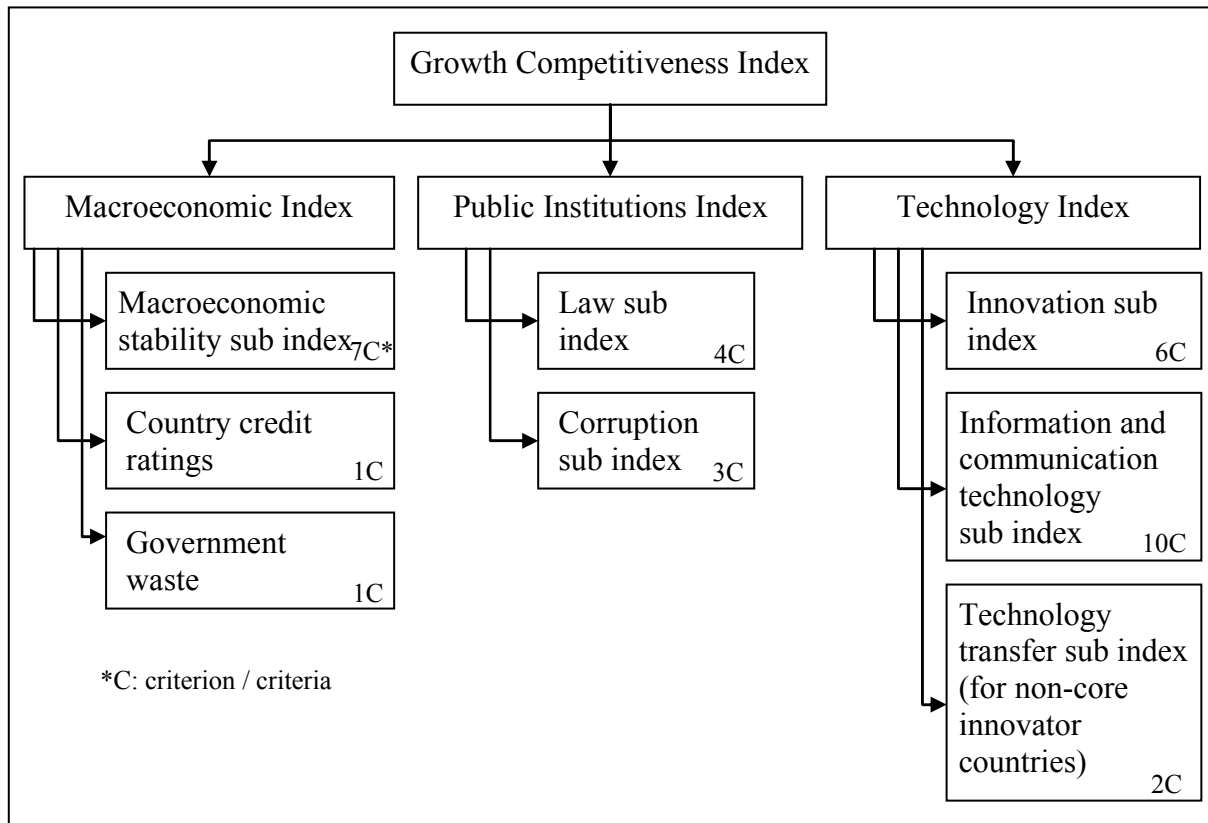 Growth Competitiveness Index
Macroeconomic Index
Macroeconomic
stability sub index
7C*
Country credit
ratings
1C
Government
waste
1C
*C: criterion / criteria
Public Institutions Index
Law sub
index
4C
Corruption
sub index
3C
Technology Index
Innovation sub
index
6C
Information and
communication
technology
sub index
10C
Technology
transfer sub index
(for non-core
innovator
countries)
2C